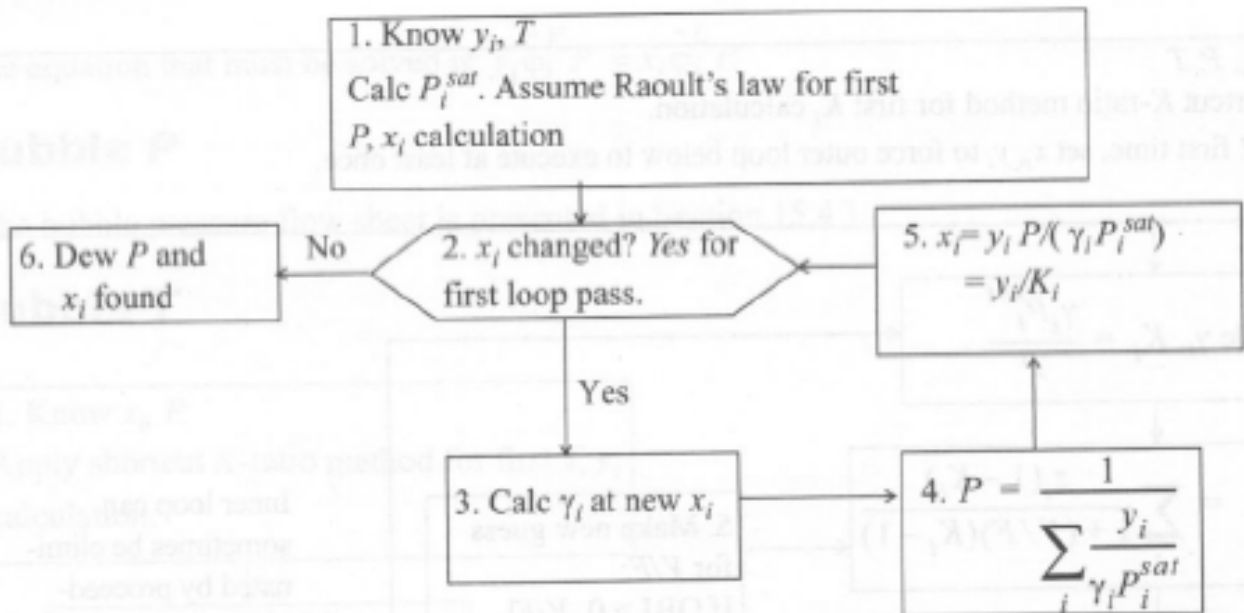 1. Know y_i, T
Calc P_i^{sat}. Assume Raoult's law for first
P, x_i calculation
6. Dew P and
x_i found
No
2. x_i changed? Yes for
first loop pass.
5. x_i = y_i P/(γ_i P_i^{sat})
= y_i/K_i
Yes
3. Calc γ_i at new x_i
4. P = 1 / ∑_i y_i / γ_i P_i^{sat}